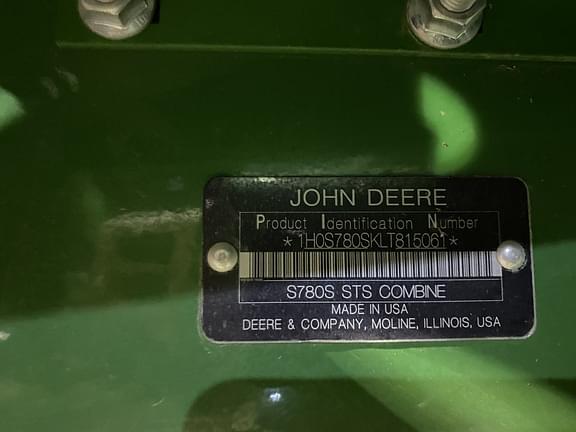 JOHN DEERE
Product Identification Number
*1H0S780SKLT815061*
S780S STS COMBINE
MADE IN USA
DEERE & COMPANY, MOLINE, ILLINOIS, USA